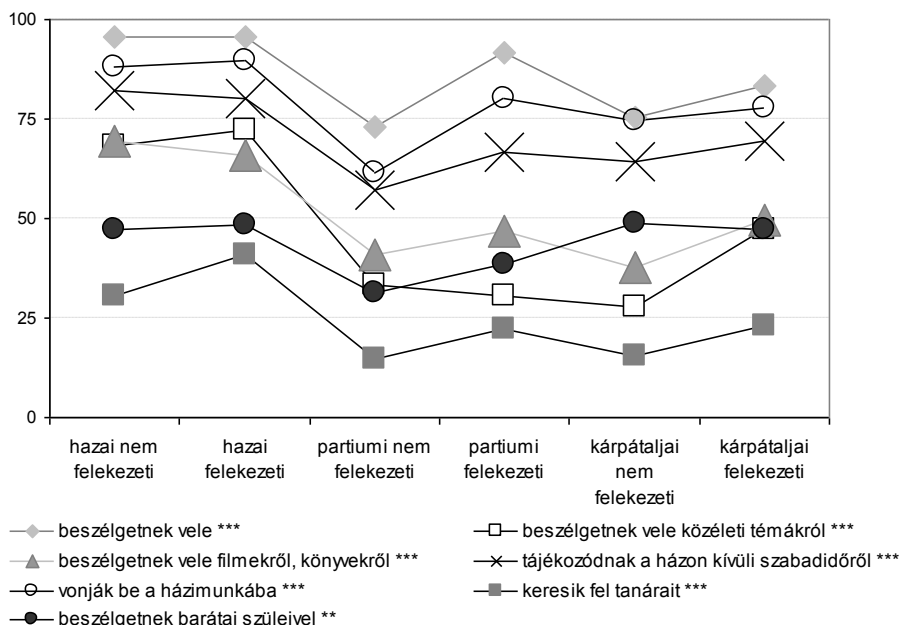 100
75
50
25
0
hazai nem felekezeti
hazai felekezeti
partiumi nem felekezeti
partiumi felekezeti
kárpátaljai nem felekezeti
kárpátaljai felekezeti
beszélgetnek vele ***
beszélgetnek vele közéleti témákról ***
beszélgetnek vele filmekről, könyvekről ***
tájékozódnak a házon kívüli szabadidőről ***
vonják be a házimunkába ***
keresik fel tanárait ***
beszélgetnek barátai szüleivel **